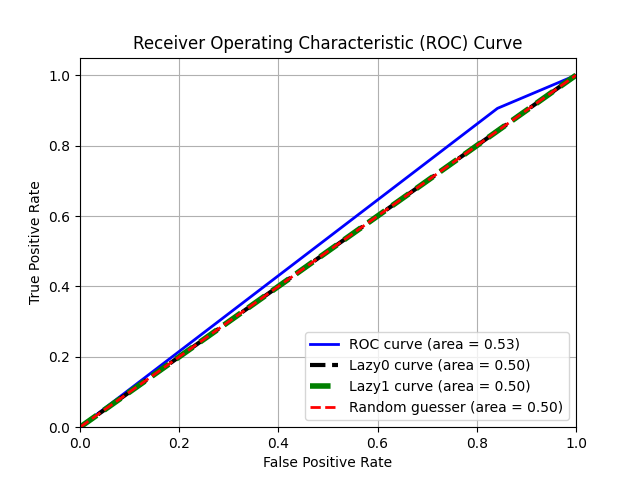 Receiver Operating Characteristic (ROC) Curve
True Positive Rate
1.0
0.8
0.6
0.4
0.2
0.0
ROC curve (area = 0.53)
Lazy0 curve (area = 0.50)
Lazy1 curve (area = 0.50)
Random guesser (area = 0.50)
0.0 0.2 0.4 0.6 0.8 1.0
False Positive Rate